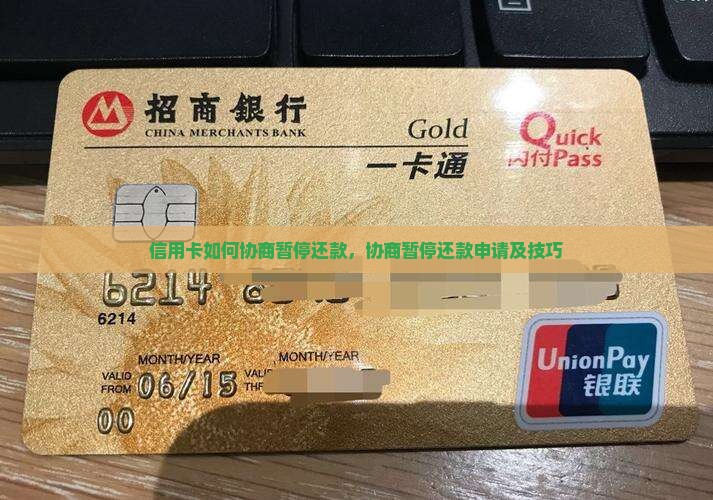 招商銀行
CHINA MERCHANTS BANK
Gold
一卡通
Quick
闪付Pass
信用卡如何协商暂停还款，协商暂停还款申请及技巧
6214
6214
MONTH/YEAR
MONTH/YEAR
VALID FROM
06/15
00
UnionPay
银联